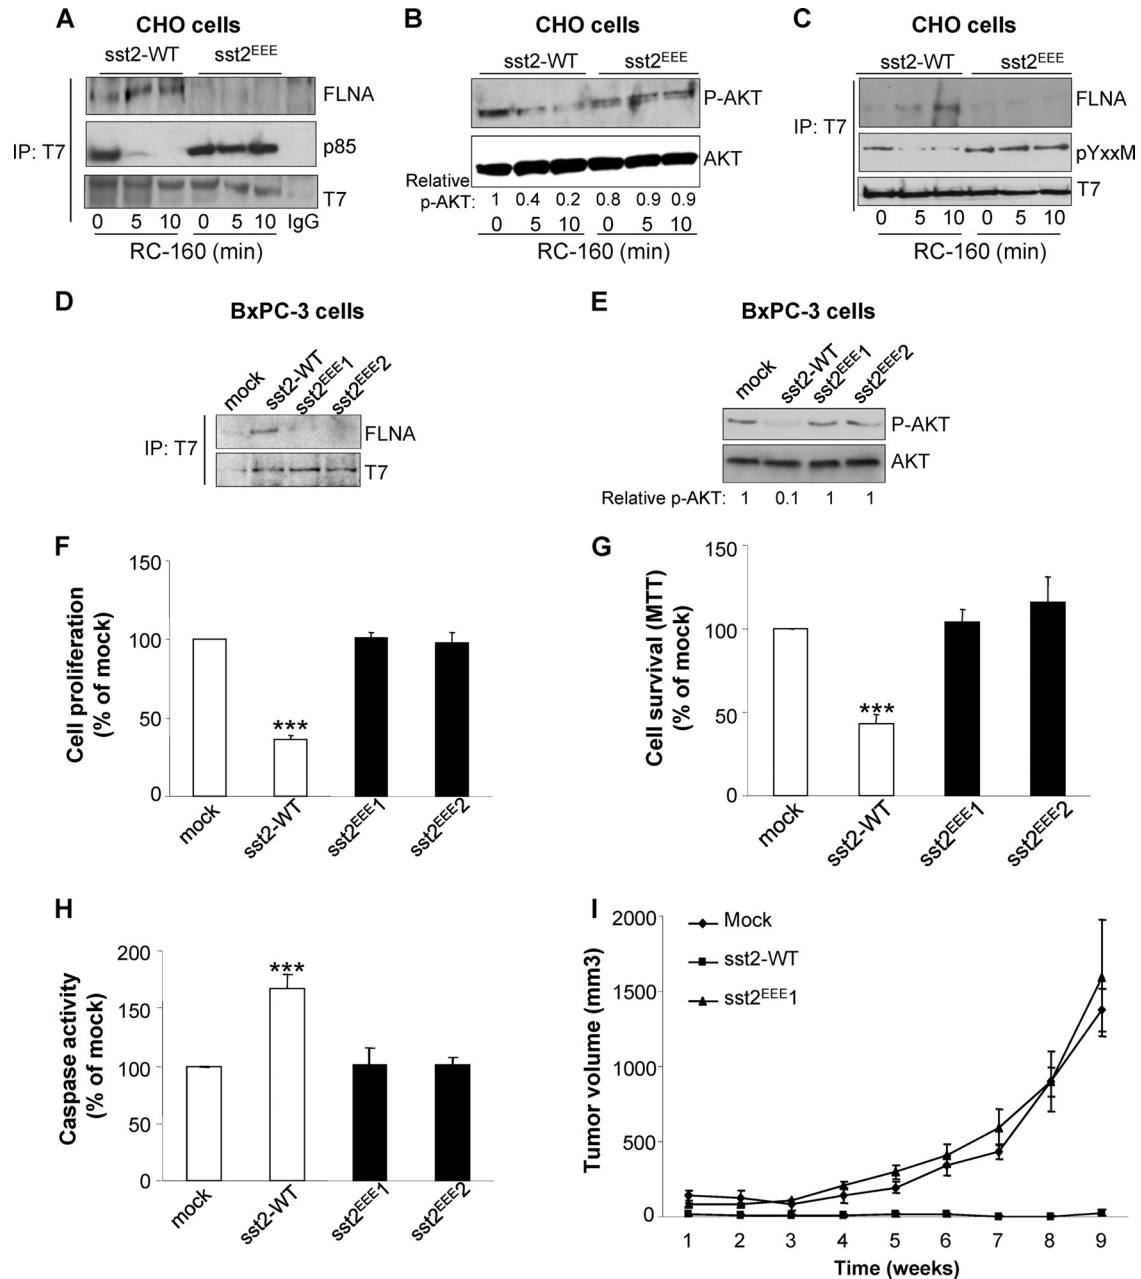 A
CHO cells
sst2-WT sst2EEE
IP: T7
FLNA
p85
T7
0 5 10 0 5 10 IgG
RC-160 (min)
B
CHO cells
sst2-WT sst2EEE
P-AKT
AKT
Relative
p-AKT: 1 0.4 0.2 0.8 0.9 0.9
0 5 10 0 5 10
RC-160 (min)
C
CHO cells
sst2-WT sst2EEE
IP: T7
FLNA
pYxxM
T7
0 5 10 0 5 10
RC-160 (min)
D
BxPC-3 cells
mock sst2-WT sst2EEE1 sst2EEE2
IP: T7
FLNA
T7
E
BxPC-3 cells
mock sst2-WT sst2EEE1 sst2EEE2
P-AKT
AKT
Relative p-AKT: 1 0.1 1 1
F
Cell proliferation
(% of mock)
150
100
50
0
***
mock sst2-WT sst2EEE1 sst2EEE2
G
Cell survival (MTT)
(% of mock)
150
100
50
0
***
mock sst2-WT sst2EEE1 sst2EEE2
H
Caspase activity
(% of mock)
200
150
100
50
0
***
mock sst2-WT sst2EEE1 sst2EEE2
I
Tumor volume (mm3)
2000
1500
1000
500
0
Mock
sst2-WT
sst2EEE1
1 2 3 4 5 6 7 8 9
Time (weeks)